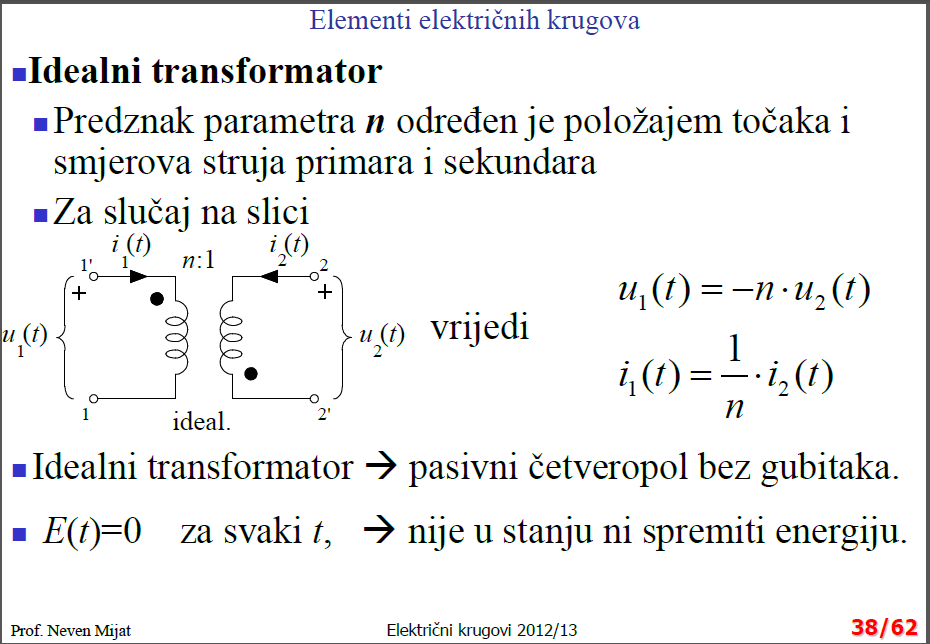 Elementi električnih krugova
Idealni transformator
Predznak parametra n određen je položajem točaka i
smjerova struja primara i sekundara
Za slučaj na slici
i₁(t) i₂(t)
1' n:1 2
+ +
u₁(t) u₂(t) vrijedi
u₁(t) = −n · u₂(t)
i₁(t) = 1/n · i₂(t)
1 2'
ideal.
Idealni transformator → pasivni četveropol bez gubitaka.
E(t)=0 za svaki t, → nije u stanju ni spremiti energiju.
Prof. Neven Mijat Električni krugovi 2012/13 38/62